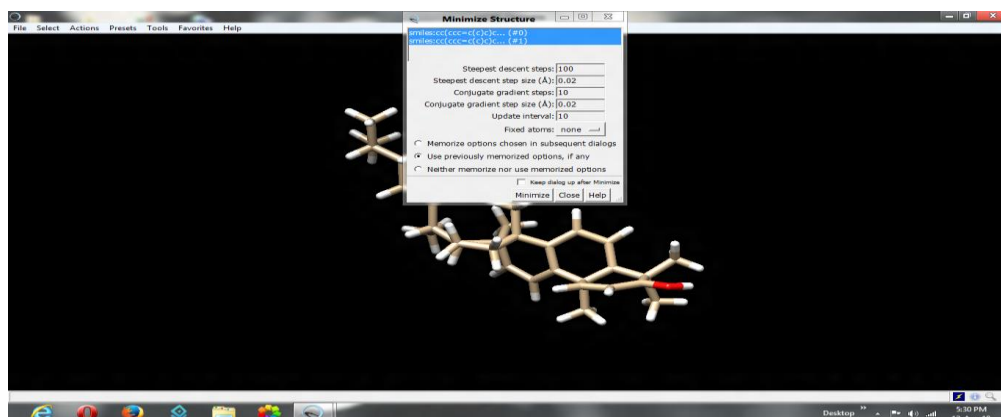 Minimize Structure
File Select Actions Presets Tools Favorites Help
smiles:cc(ccc=c(c)c)c... (#0)
smiles:cc(ccc=c(c)c)c... (#1)
Steepest descent steps: 100
Steepest descent step size (Å): 0.02
Conjugate gradient steps: 10
Conjugate gradient step size (Å): 0.02
Update interval: 10
Fixed atoms: none
Memorize options chosen in subsequent dialogs
Use previously memorized options, if any
Neither memorize nor use memorized options
Keep dialog up after Minimize
Minimize Close Help
Desktop
5:30 PM